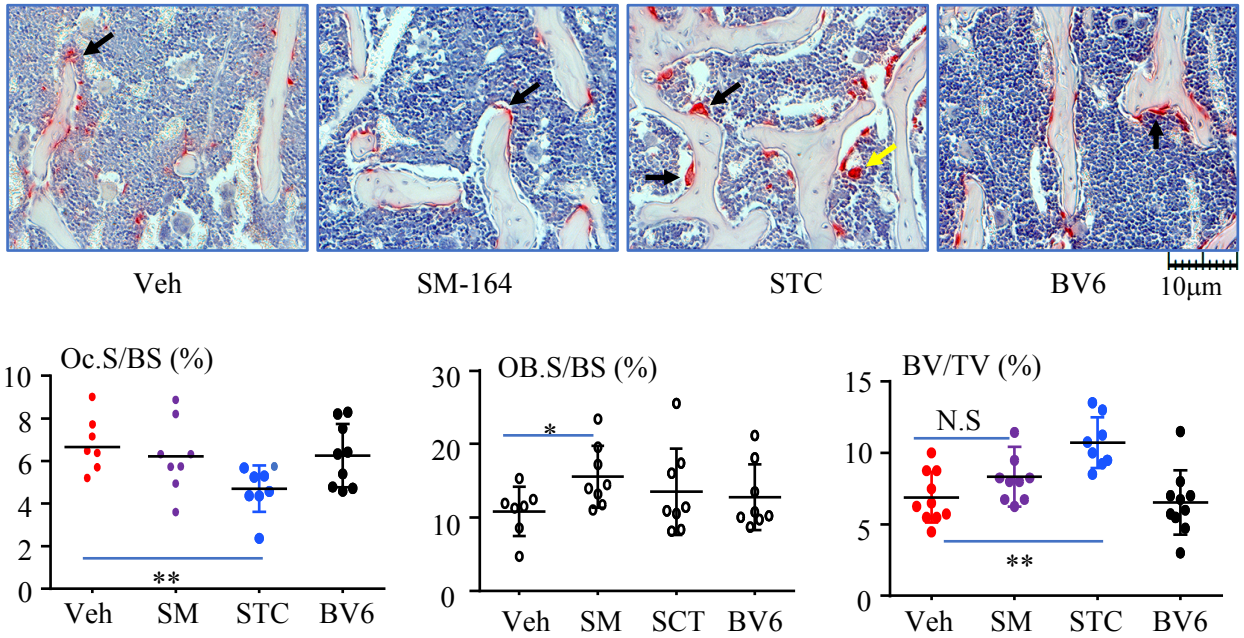 Veh
SM-164
STC
BV6
10μm
Oc.S/BS (%)
10
8
6
4
2
0
**
Veh
SM
STC
BV6
OB.S/BS (%)
30
20
10
0
*
Veh
SM
SCT
BV6
BV/TV (%)
15
10
5
0
N.S
**
Veh
SM
STC
BV6